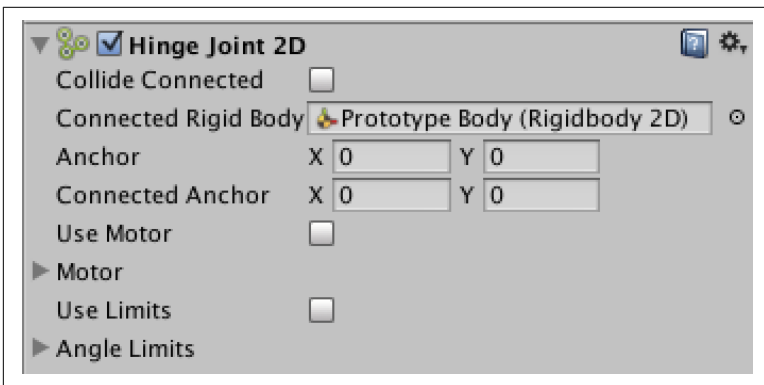 Hinge Joint 2D
Collide Connected
Connected Rigid Body Prototype Body (Rigidbody 2D)
Anchor X 0 Y 0
Connected Anchor X 0 Y 0
Use Motor
Motor
Use Limits
Angle Limits